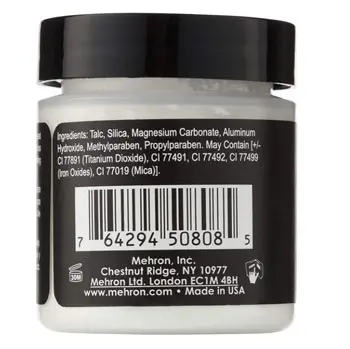 Ingredients: Talc, Silica, Magnesium Carbonate, Aluminum
Hydroxide, Methylparaben, Propylparaben. May Contain [+/-
CI 77891 (Titanium Dioxide), CI 77491, CI 77492, CI 77499
(Iron Oxides), CI 77019 (Mica)].
7 64294 50808 5
30M
Mehron, Inc.
Chestnut Ridge, NY 10977
Mehron Ltd. London EC1M 4BH
www.mehron.com • Made in USA